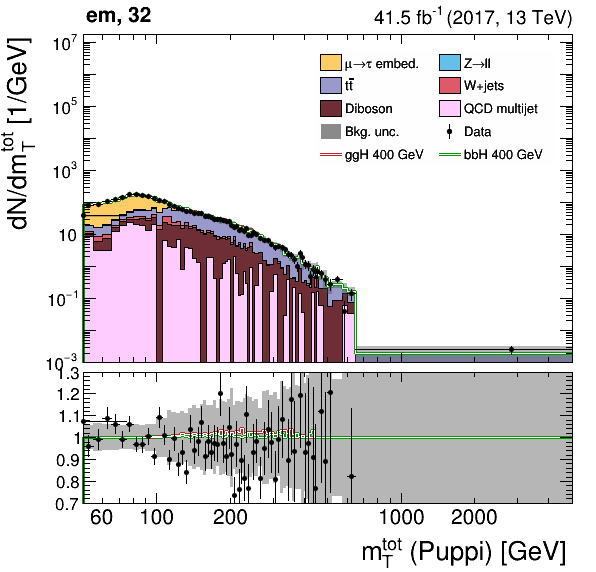 em, 32
41.5 fb⁻¹ (2017, 13 TeV)
dN/dm_T^tot [1/GeV]
10⁷
10⁵
10³
10
10⁻¹
10⁻³
μ→τ embed.
Z→ll
tt̄
W+jets
Diboson
QCD multijet
Bkg. unc.
Data
ggH 400 GeV
bbH 400 GeV
1.3
1.2
1.1
1.0
0.9
0.8
0.7
60 100 200 1000 2000
m_T^tot (Puppi) [GeV]